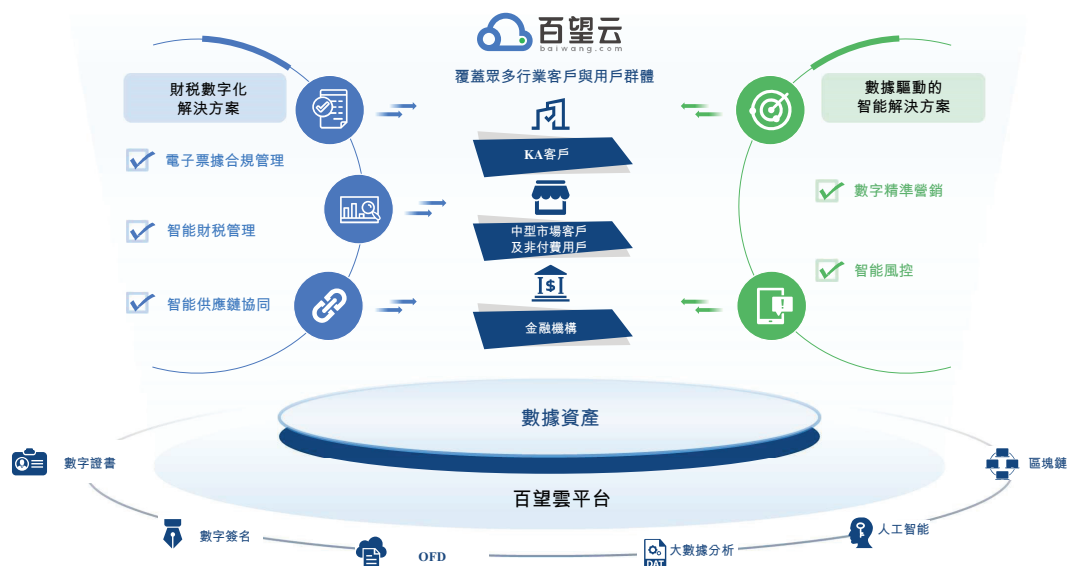 百望云
baiwang.com
覆蓋眾多行業客戶與用戶群體
財税數字化
解決方案
電子票據合規管理
智能財税管理
智能供應鏈協同
KA客戶
中型市場客戶
及非付費用戶
金融機構
數據驅動的
智能解決方案
數字精準營銷
智能風控
數據資產
百望雲平台
數字證書
數字簽名
OFD
DAT
大數據分析
人工智能
區塊鏈